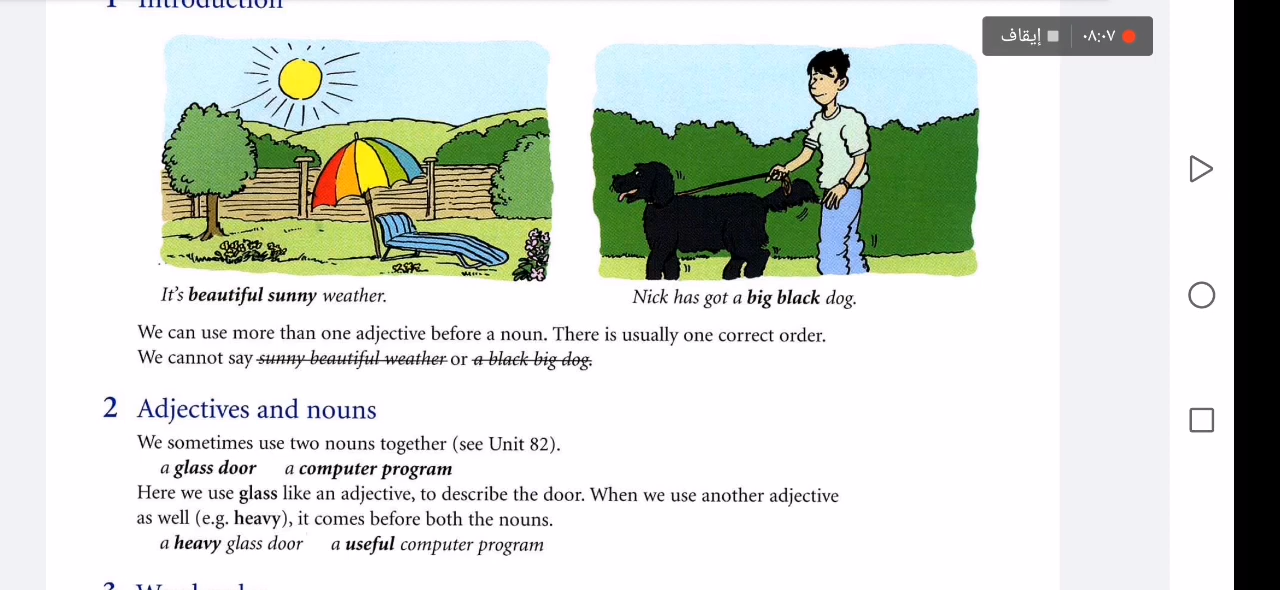 1 Introduction
إيقاف ٠٨:٠٧
It's beautiful sunny weather.
Nick has got a big black dog.
We can use more than one adjective before a noun. There is usually one correct order.
We cannot say sunny beautiful weather or a black big dog.
2 Adjectives and nouns
We sometimes use two nouns together (see Unit 82).
a glass door a computer program
Here we use glass like an adjective, to describe the door. When we use another adjective
as well (e.g. heavy), it comes before both the nouns.
a heavy glass door a useful computer program
3 Word order